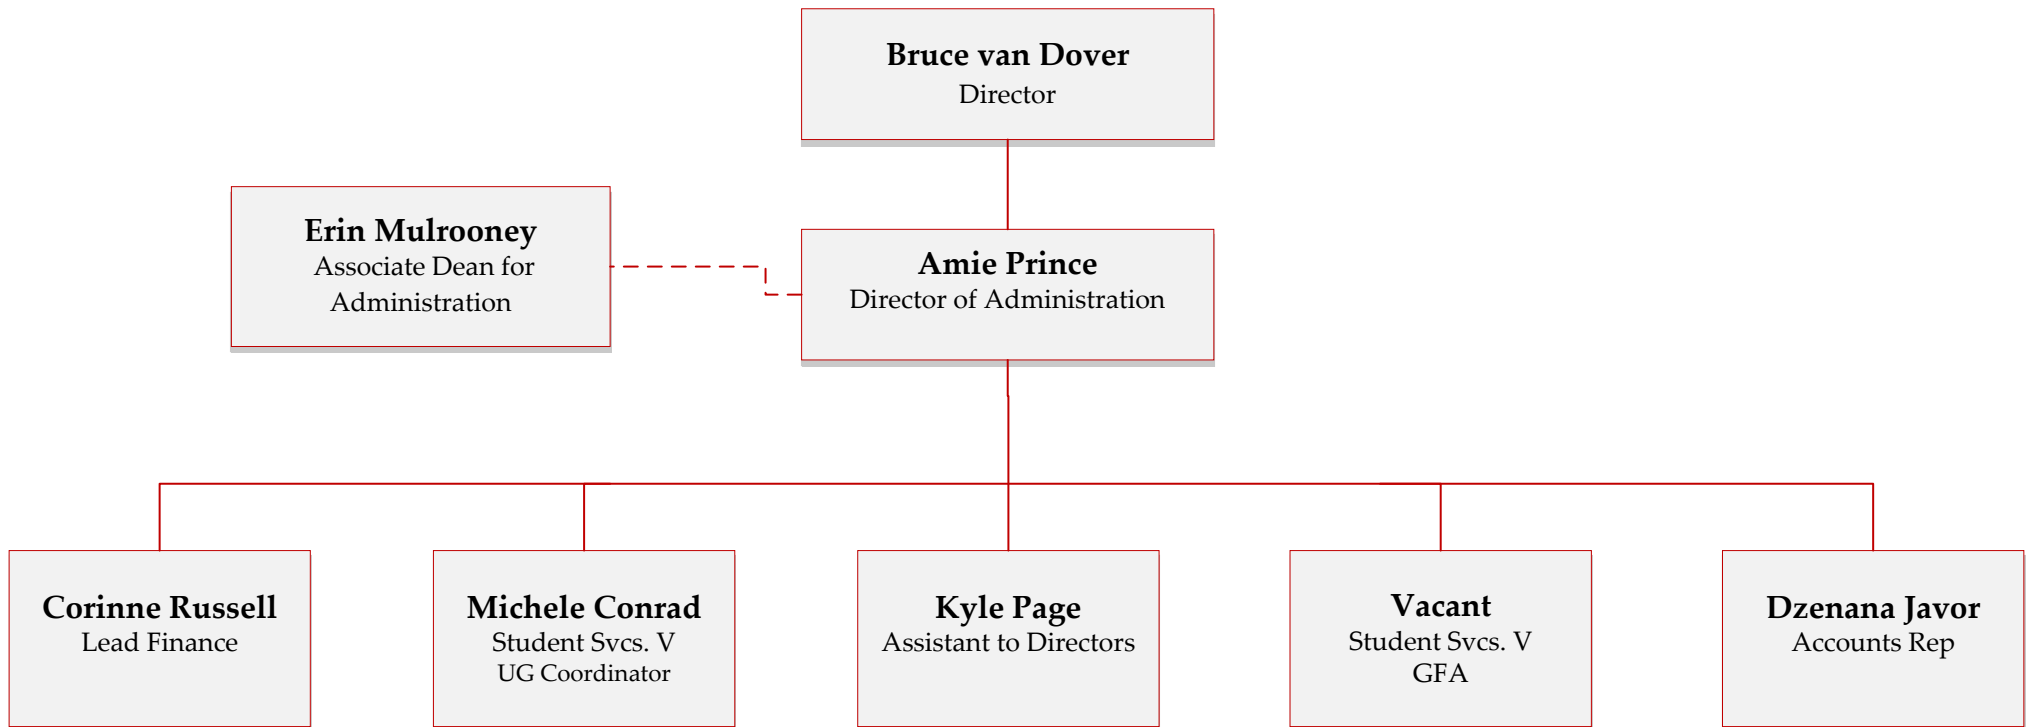 Bruce van Dover
Director
Erin Mulrooney
Associate Dean for
Administration
Amie Prince
Director of Administration
Corinne Russell
Lead Finance
Michele Conrad
Student Svcs. V
UG Coordinator
Kyle Page
Assistant to Directors
Vacant
Student Svcs. V
GFA
Dzenana Javor
Accounts Rep